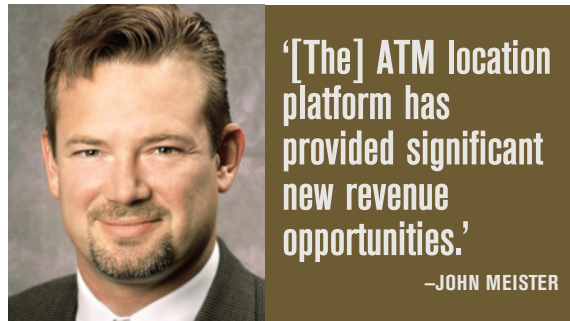 ‘[The] ATM location
platform has
provided significant
new revenue
opportunities.’
–JOHN MEISTER